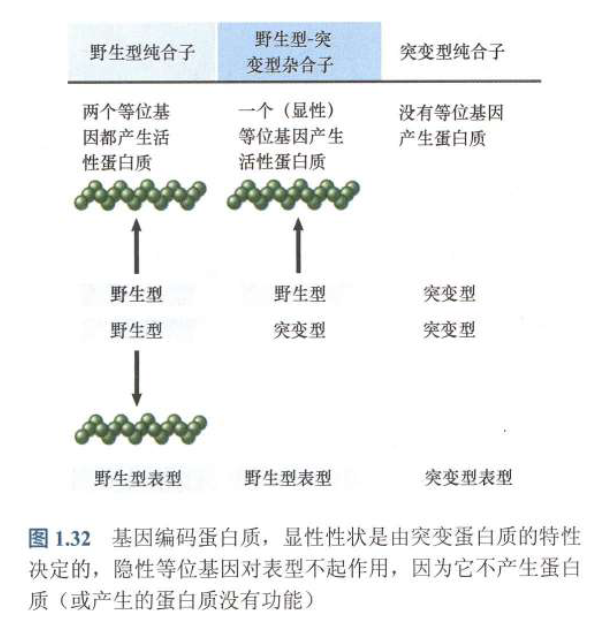 野生型纯合子
野生型-突
变型杂合子
突变型纯合子
两个等位基
因都产生活
性蛋白质
一个（显性）
等位基因产生
活性蛋白质
没有等位基因
产生蛋白质
野生型
野生型
突变型
野生型
突变型
突变型
野生型表型
野生型表型
突变型表型
图 1.32 基因编码蛋白质，显性性状是由突变蛋白质的特性
决定的，隐性等位基因对表型不起作用，因为它不产生蛋白
质（或产生的蛋白质没有功能）